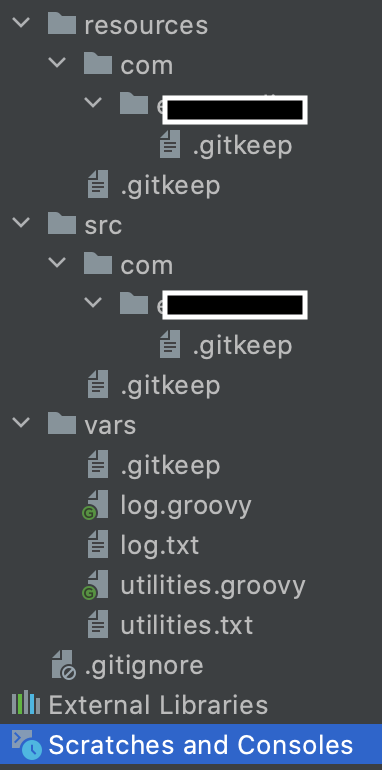 resources
com
.gitkeep
.gitkeep
src
com
.gitkeep
.gitkeep
vars
.gitkeep
log.groovy
log.txt
utilities.groovy
utilities.txt
.gitignore
External Libraries
Scratches and Consoles